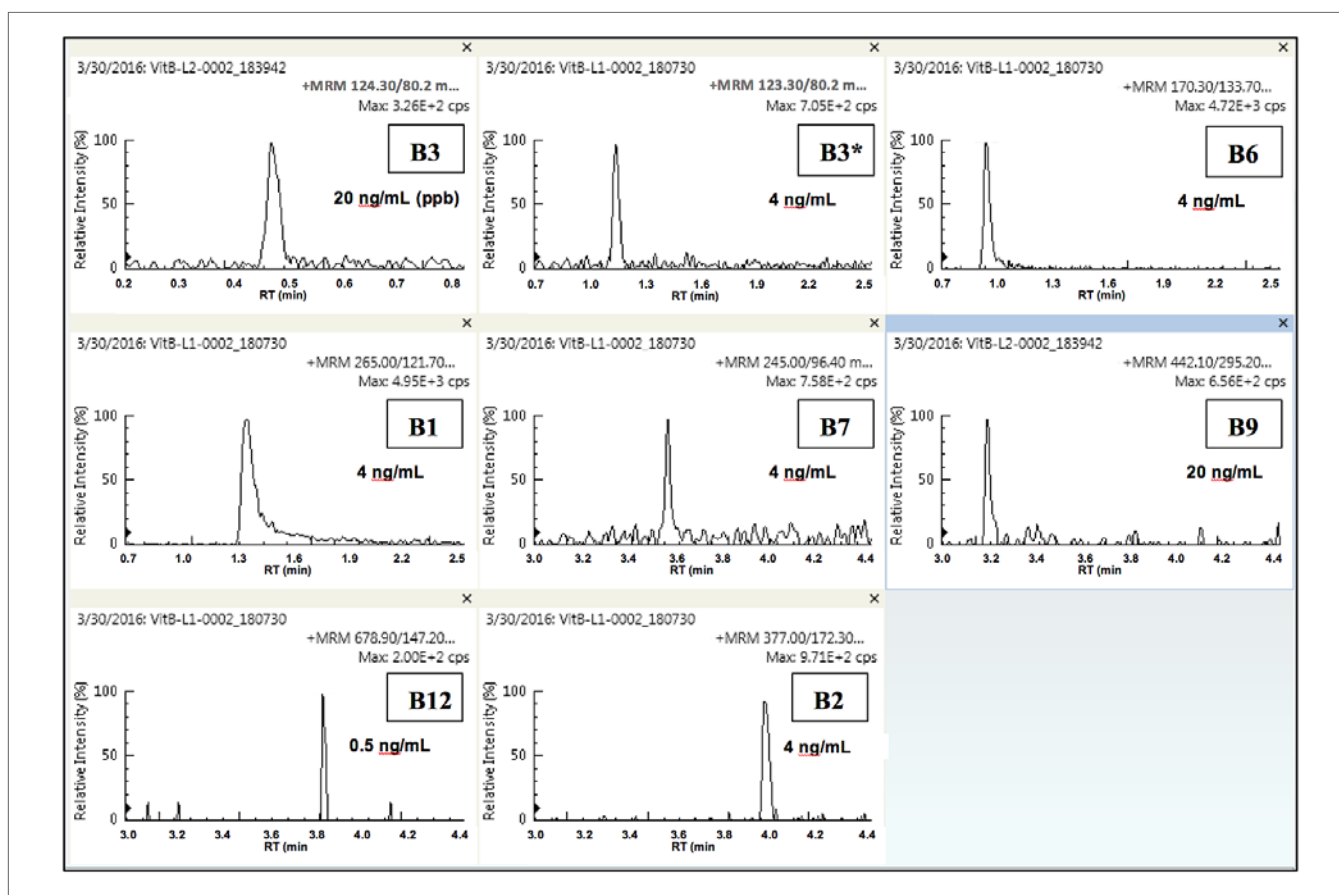 ×
3/30/2016: VitB-L2-0002_183942
+MRM 124.30/80.2 m...
Max: 3.26E+2 cps
B3
20 ng/mL (ppb)
Relative Intensity (%)
100
50
0
0.2 0.3 0.4 0.5 0.6 0.7 0.8
RT (min)
×
3/30/2016: VitB-L1-0002_180730
+MRM 123.30/80.2 m...
Max: 7.05E+2 cps
B3*
4 ng/mL
Relative Intensity (%)
100
50
0
0.7 1.0 1.3 1.6 1.9 2.2 2.5
RT (min)
×
3/30/2016: VitB-L1-0002_180730
+MRM 170.30/133.70...
Max: 4.72E+3 cps
B6
4 ng/mL
Relative Intensity (%)
100
50
0
0.7 1.0 1.3 1.6 1.9 2.2 2.5
RT (min)
×
3/30/2016: VitB-L1-0002_180730
+MRM 265.00/121.70...
Max: 4.95E+3 cps
B1
4 ng/mL
Relative Intensity (%)
100
50
0
0.7 1.0 1.3 1.6 1.9 2.2 2.5
RT (min
×
3/30/2016: VitB-L1-0002_180730
+MRM 245.00/96.40 m...
Max: 7.58E+2 cps
B7
4 ng/mL
Relative Intensity (%)
100
50
0
3.0 3.2 3.4 3.6 3.8 4.0 4.2 4.4
RT (min
×
3/30/2016: VitB-L2-0002_183942
+MRM 442.10/295.20...
Max: 6.56E+2 cps
B9
20 ng/mL
Relative Intensity (%)
100
50
0
3.0 3.2 3.4 3.6 3.8 4.0 4.2 4.4
RT (min
×
3/30/2016: VitB-L1-0002_180730
+MRM 678.90/147.20...
Max: 2.00E+2 cps
B12
0.5 ng/mL
Relative Intensity (%)
100
50
0
3.0 3.2 3.4 3.6 3.8 4.0 4.2 4.4
RT (min
×
3/30/2016: VitB-L1-0002_180730
+MRM 377.00/172.30...
Max: 9.71E+2 cps
B2
4 ng/mL
Relative Intensity (%)
100
50
0
3.0 3.2 3.4 3.6 3.8 4.0 4.2 4.4
RT (min